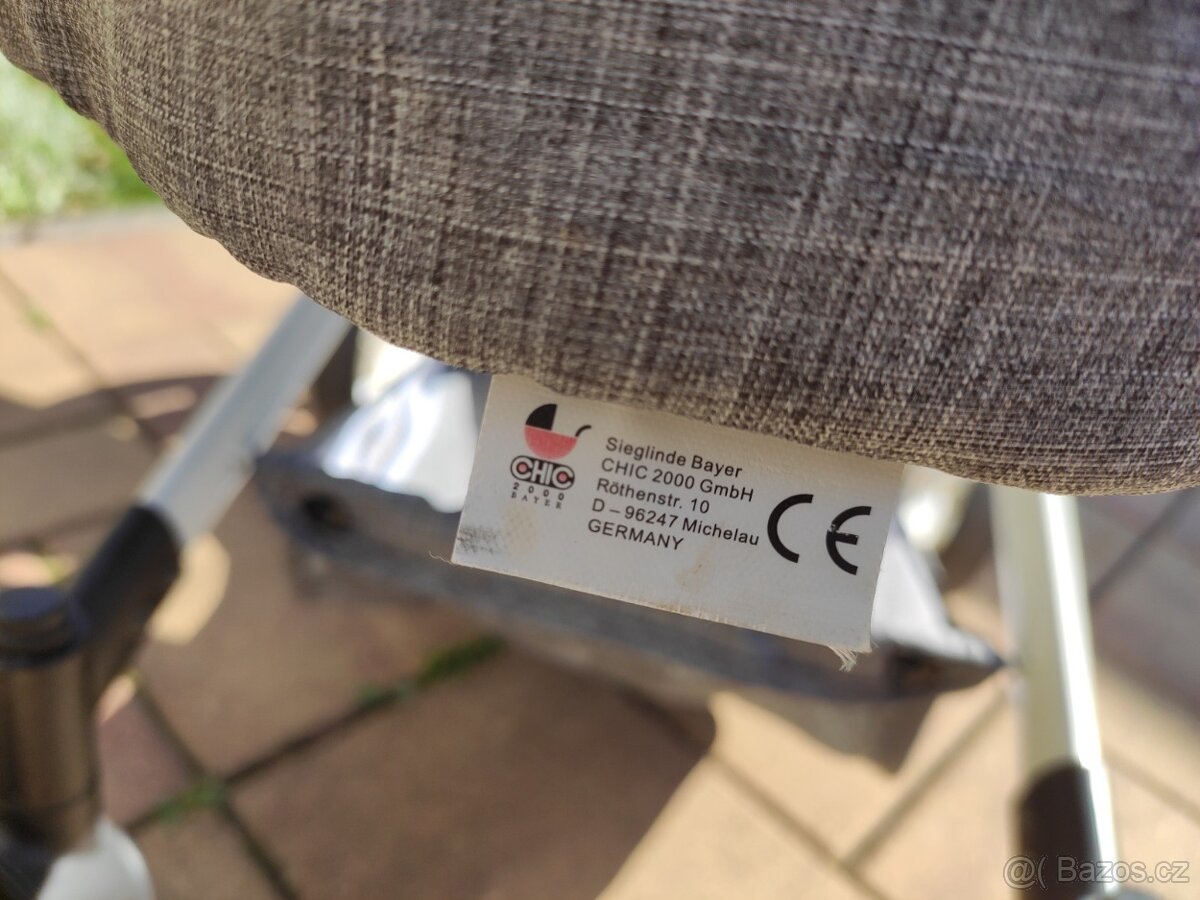 CHIC
2000
BAYER
Sieglinde Bayer
CHIC 2000 GmbH
Röthenstr. 10
D – 96247 Michelau
GERMANY
CE
@( Bazos.cz